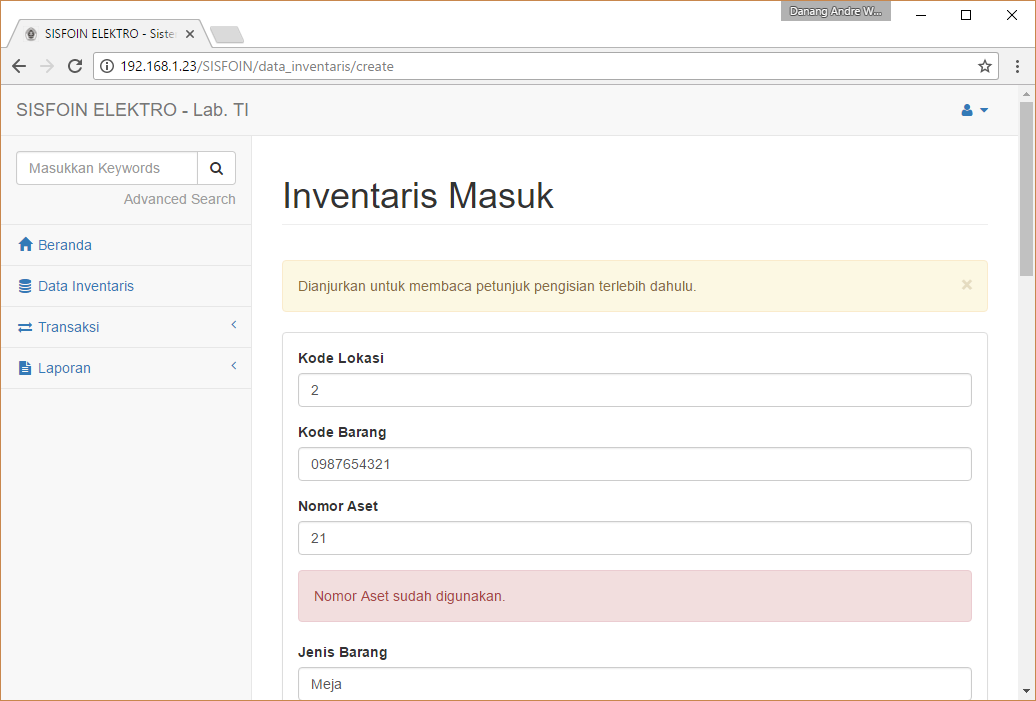 Danang Andre W...
SISFOIN ELEKTRO - Siste
192.168.1.23/SISFOIN/data_inventaris/create
SISFOIN ELEKTRO - Lab. TI
Masukkan Keywords
Advanced Search
Beranda
Data Inventaris
Transaksi
Laporan
Inventaris Masuk
Dianjurkan untuk membaca petunjuk pengisian terlebih dahulu.
×
Kode Lokasi
2
Kode Barang
0987654321
Nomor Aset
21
Nomor Aset sudah digunakan.
Jenis Barang
Meja